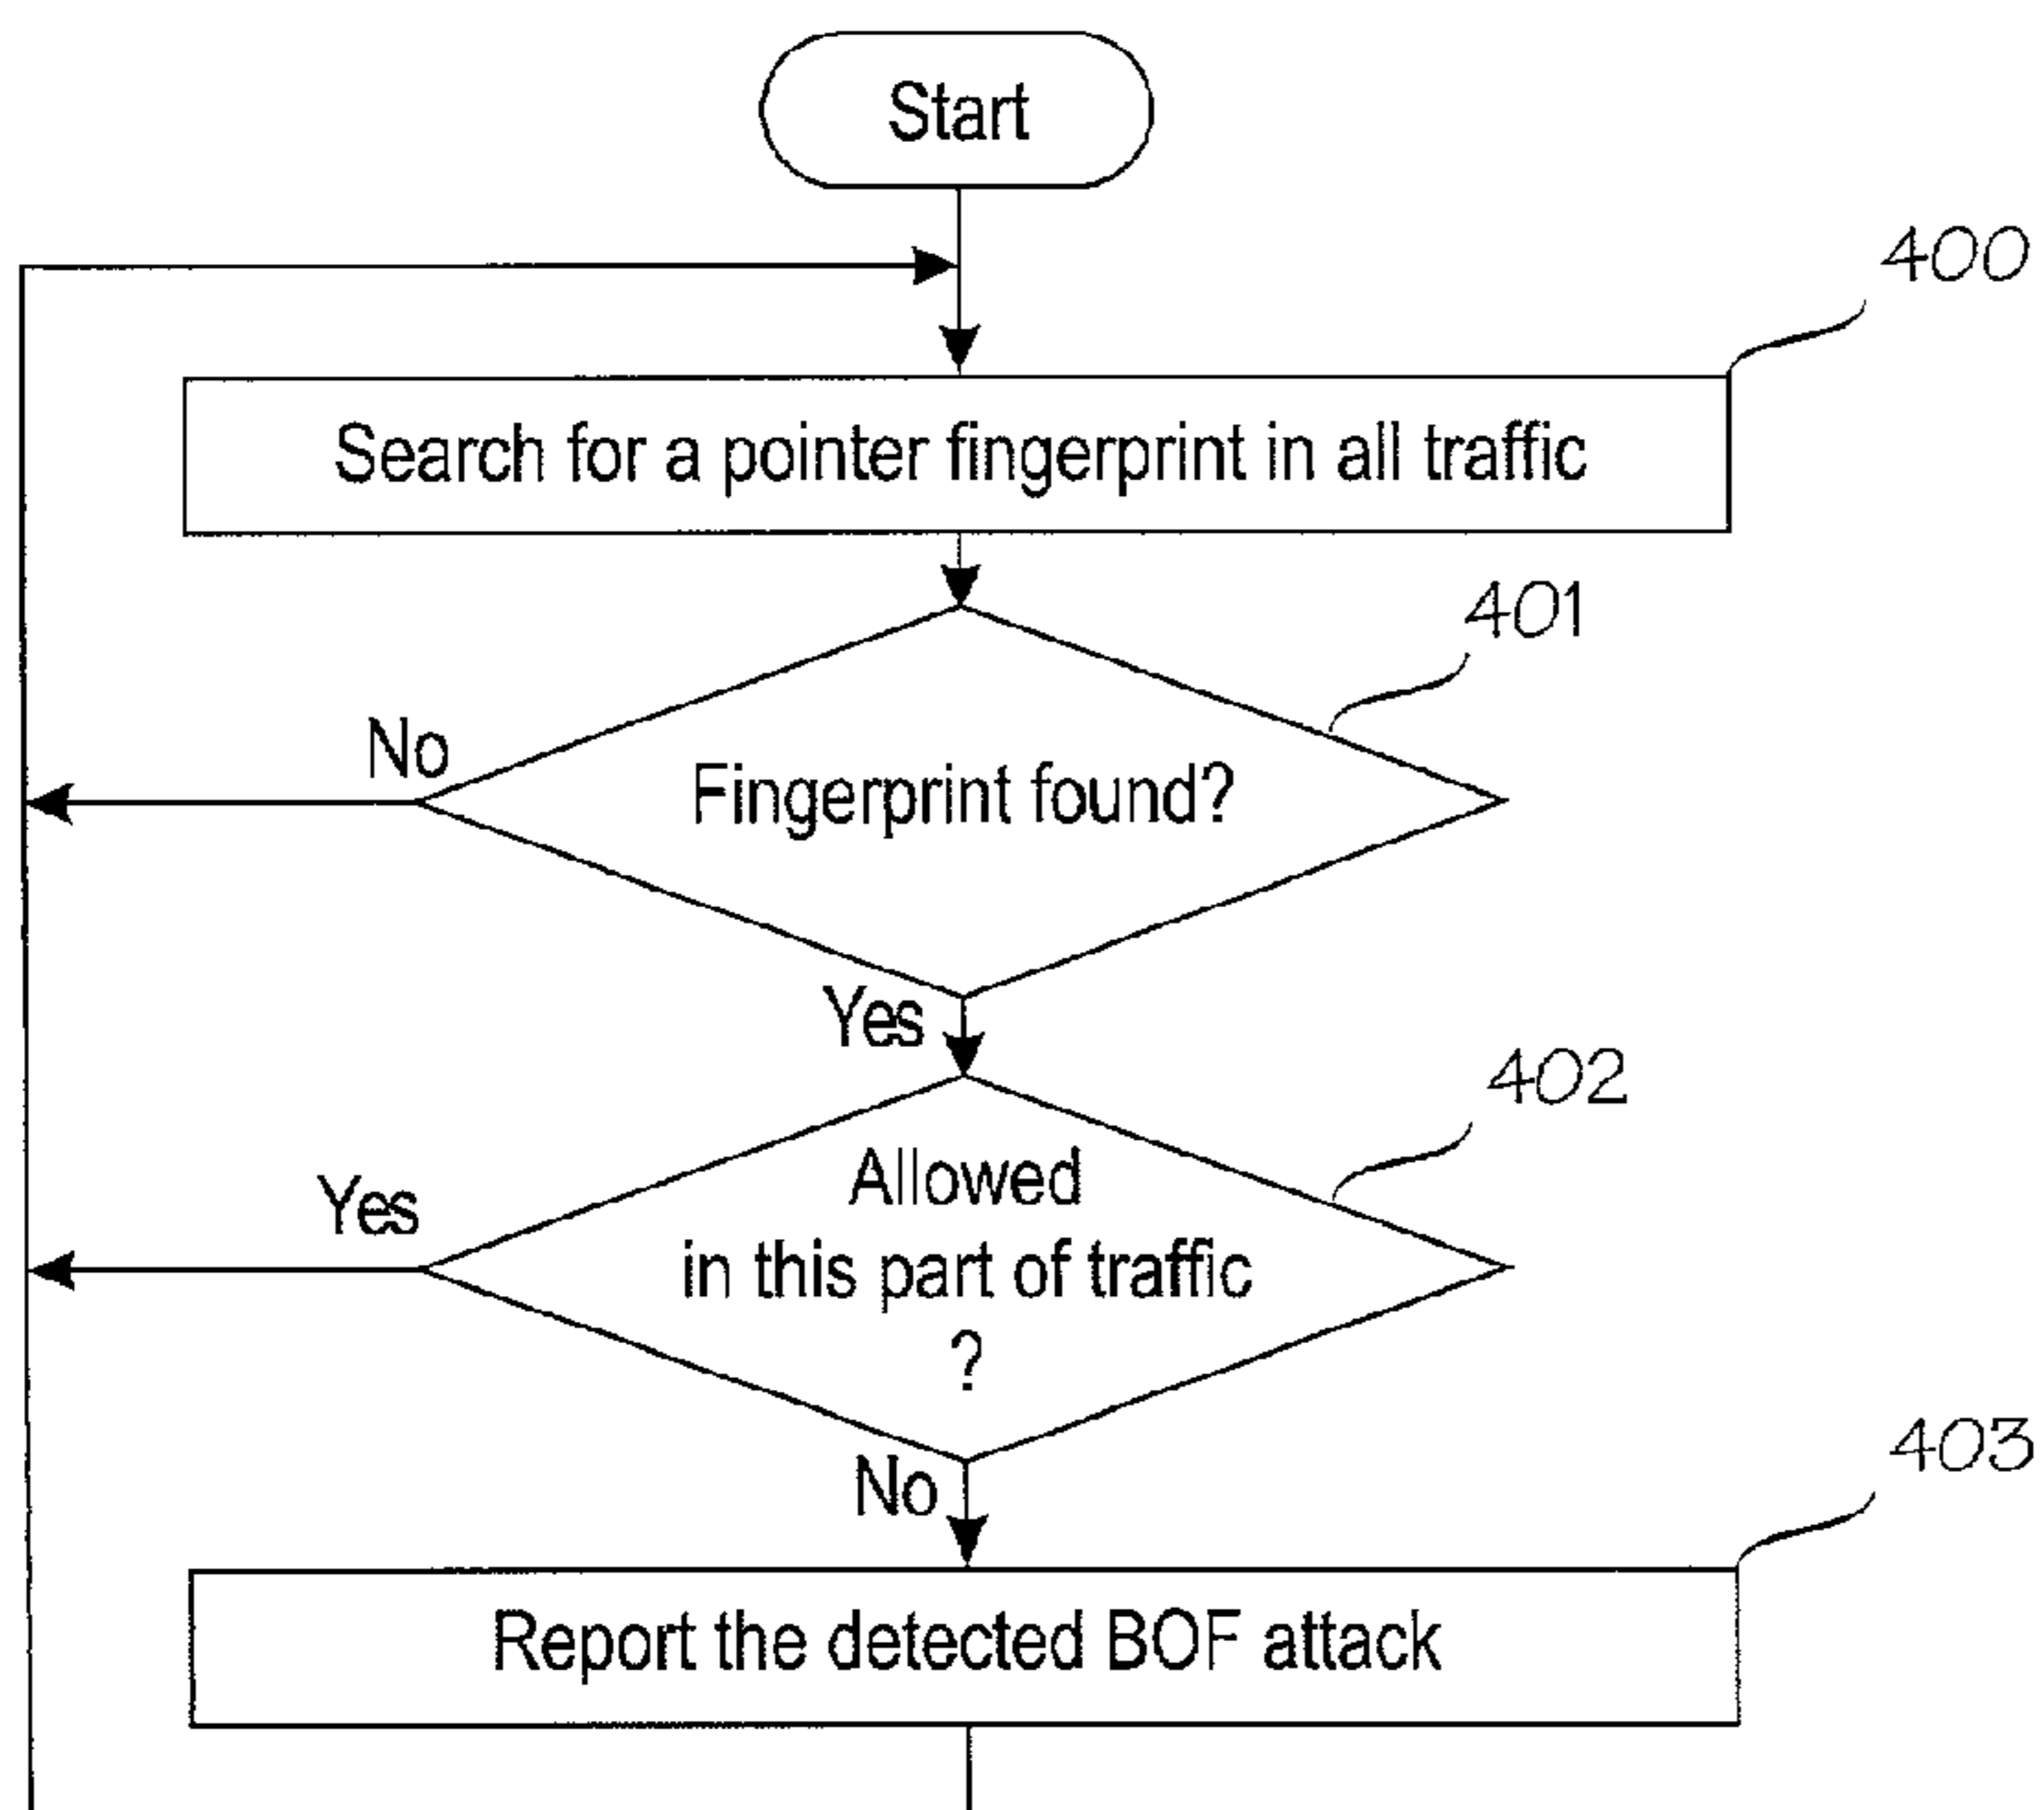 Start
400
Search for a pointer fingerprint in all traffic
401
No
Fingerprint found?
Yes
402
Yes
Allowed
in this part of traffic
?
No
403
Report the detected BOF attack